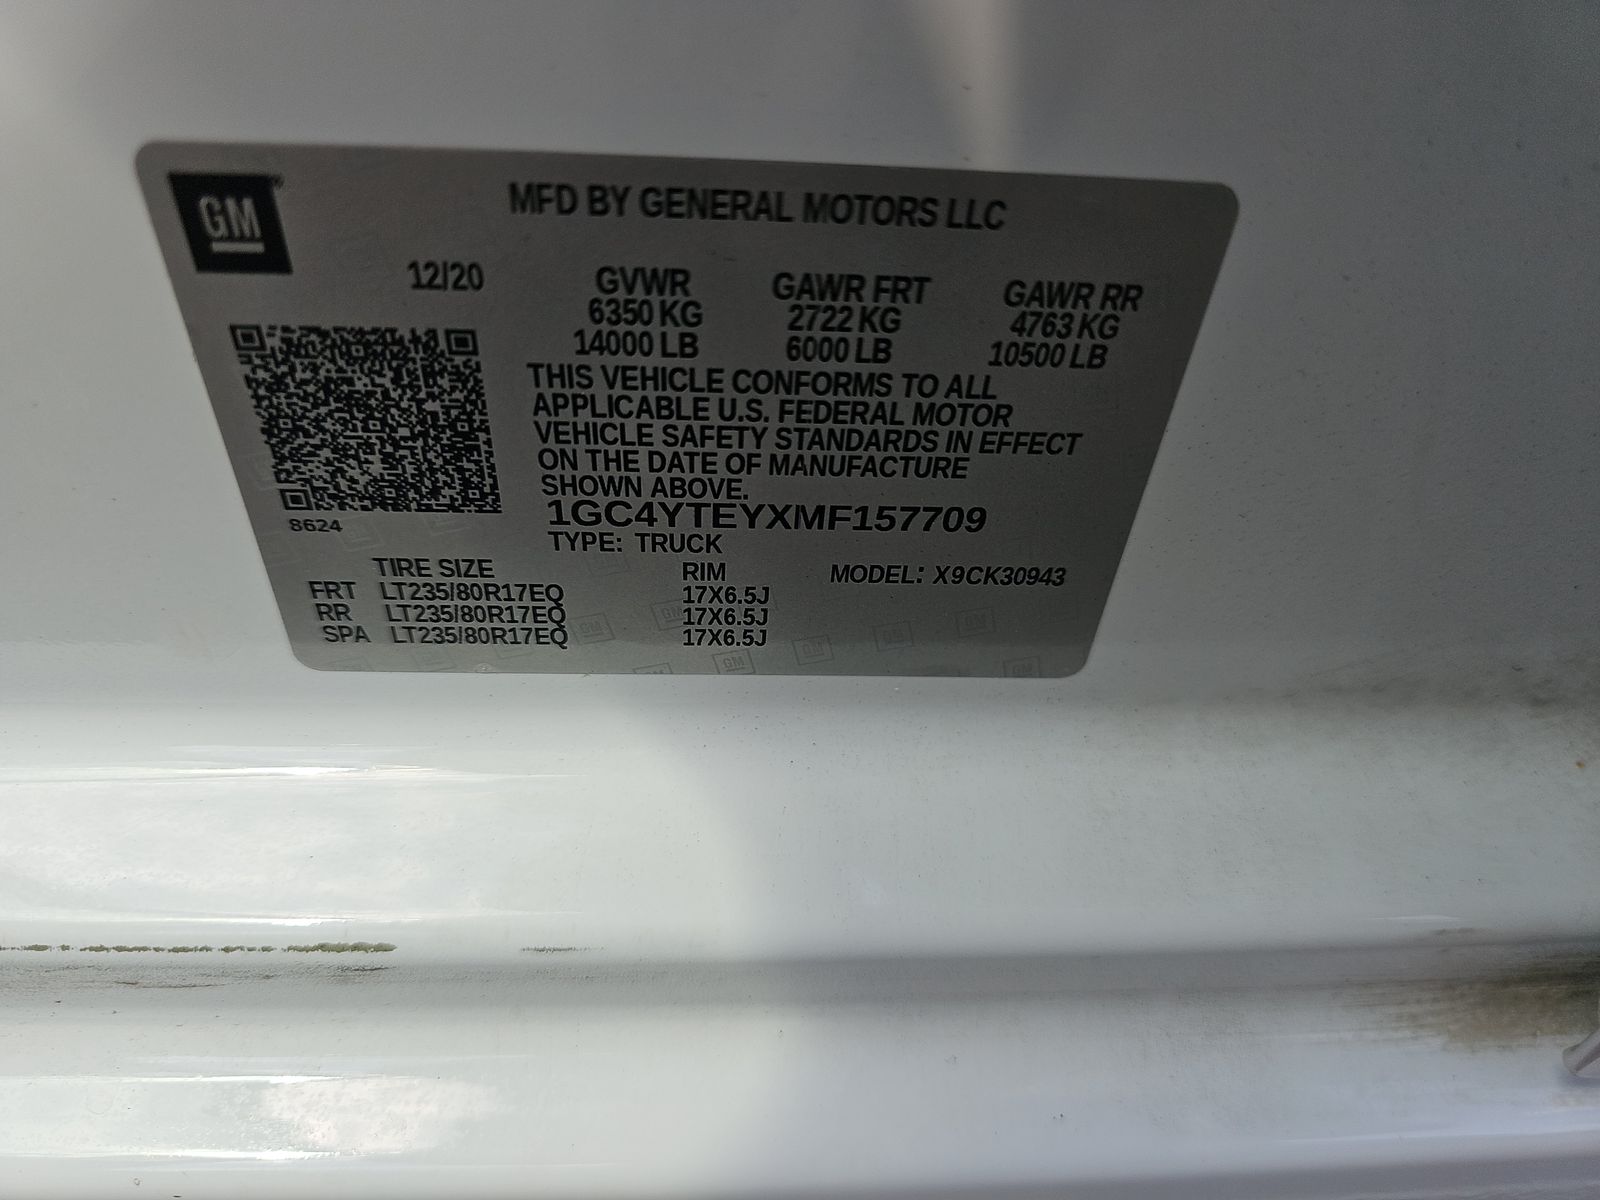 GM
MFD BY GENERAL MOTORS LLC
12/20
GVWR GAWR FRT GAWR RR
6350 KG 2722 KG 4763 KG
14000 LB 6000 LB 10500 LB
THIS VEHICLE CONFORMS TO ALL
APPLICABLE U.S. FEDERAL MOTOR
VEHICLE SAFETY STANDARDS IN EFFECT
ON THE DATE OF MANUFACTURE
SHOWN ABOVE.
1GC4YTEYXMF157709
8624
TYPE: TRUCK
TIRE SIZE RIM MODEL: X9CK30943
FRT LT235/80R17EQ 17X6.5J
RR LT235/80R17EQ 17X6.5J
SPA LT235/80R17EQ 17X6.5J